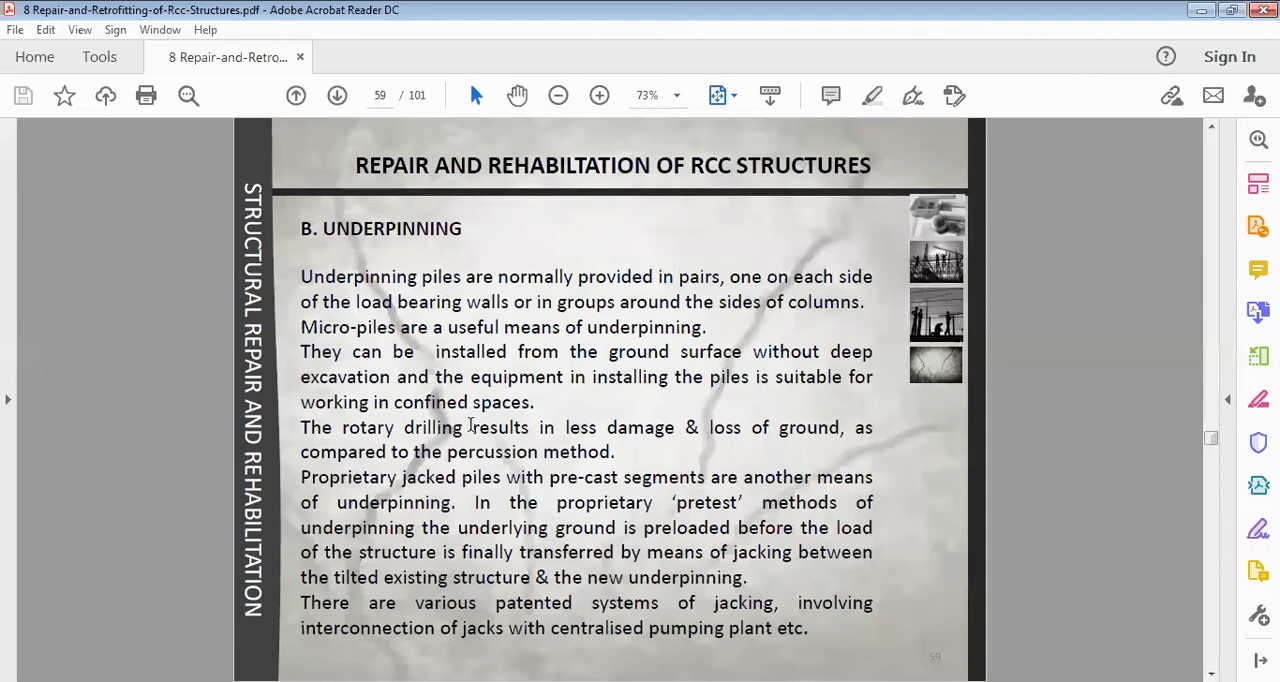 8 Repair-and-Retrofitting-of-Rcc-Structures.pdf - Adobe Acrobat Reader DC
File Edit View Sign Window Help
Home Tools 8 Repair-and-Retro... × Sign In
59 / 101 73%
REPAIR AND REHABILTATION OF RCC STRUCTURES
STRUCTURAL REPAIR AND REHABILITATION
B. UNDERPINNING
Underpinning piles are normally provided in pairs, one on each side
of the load bearing walls or in groups around the sides of columns.
Micro-piles are a useful means of underpinning.
They can be installed from the ground surface without deep
excavation and the equipment in installing the piles is suitable for
working in confined spaces.
The rotary drilling results in less damage & loss of ground, as
compared to the percussion method.
Proprietary jacked piles with pre-cast segments are another means
of underpinning. In the proprietary ‘pretest’ methods of
underpinning the underlying ground is preloaded before the load
of the structure is finally transferred by means of jacking between
the tilted existing structure & the new underpinning.
There are various patented systems of jacking, involving
interconnection of jacks with centralised pumping plant etc.
59